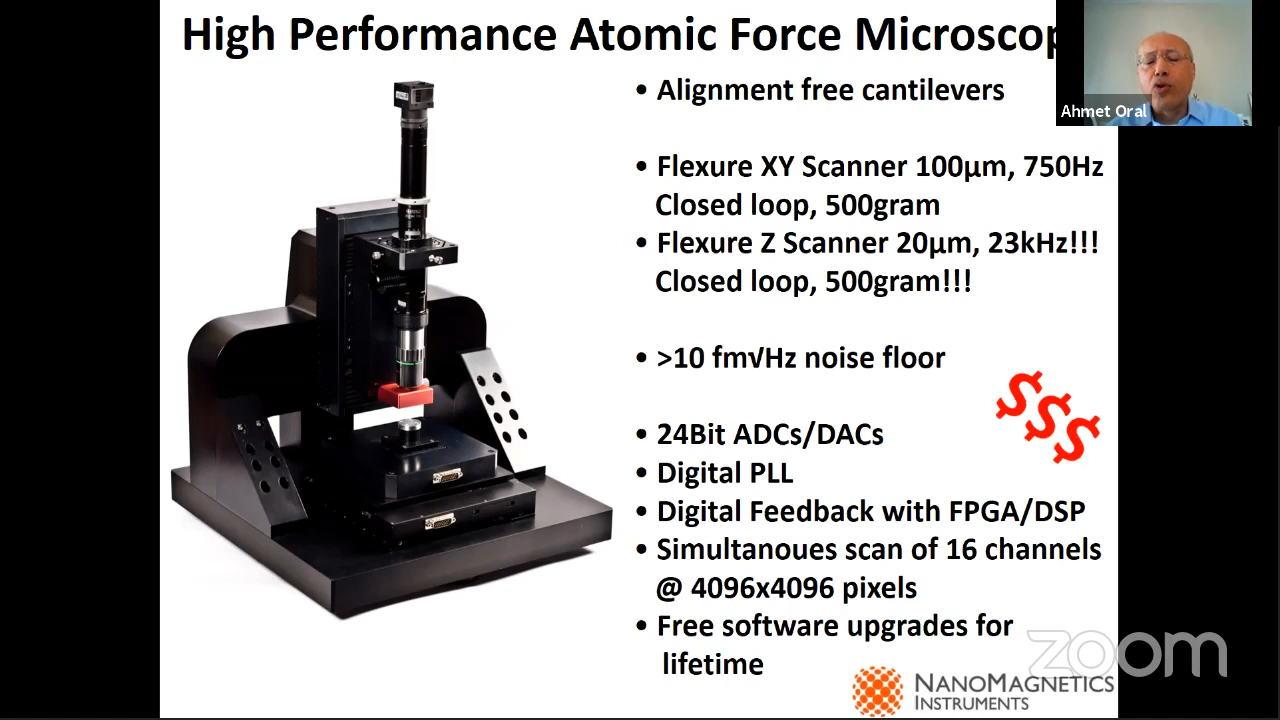 High Performance Atomic Force Microscop
Ahmet Oral
• Alignment free cantilevers
• Flexure XY Scanner 100µm, 750Hz
Closed loop, 500gram
• Flexure Z Scanner 20µm, 23kHz!!!
Closed loop, 500gram!!!
• >10 fm√Hz noise floor
$$$
• 24Bit ADCs/DACs
• Digital PLL
• Digital Feedback with FPGA/DSP
• Simultanoues scan of 16 channels
@ 4096x4096 pixels
• Free software upgrades for
lifetime
zoom
NANOMAGNETICS
INSTRUMENTS